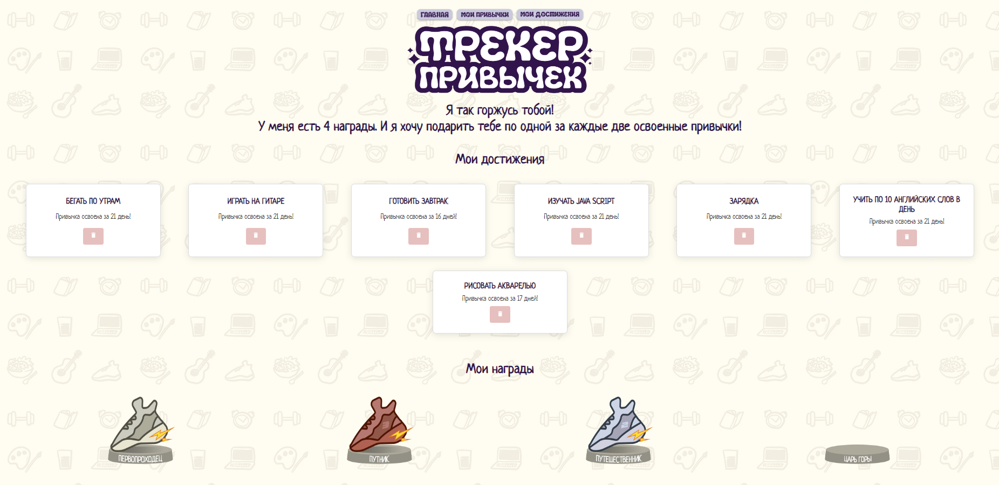 ГЛАВНАЯ МОИ ПРИВЫЧКИ МОИ ДОСТИЖЕНИЯ
ТРЕКЕР
ПРИВЫЧЕК
Я так горжусь тобой!
У меня есть 4 награды. И я хочу подарить тебе по одной за каждые две освоенные привычки!
Мои достижения
БЕГАТЬ ПО УТРАМ
Привычка освоена за 21 день!
ИГРАТЬ НА ГИТАРЕ
Привычка освоена за 21 день!
ГОТОВИТЬ ЗАВТРАК
Привычка освоена за 16 дней!
ИЗУЧАТЬ JAVA SCRIPT
Привычка освоена за 21 день!
ЗАРЯДКА
Привычка освоена за 21 день!
УЧИТЬ ПО 10 АНГЛИЙСКИХ СЛОВ В
ДЕНЬ
Привычка освоена за 21 день!
РИСОВАТЬ АКВАРЕЛЬЮ
Привычка освоена за 17 дней!
Мои награды
ПЕРВОПРОХОДЕЦ
3
ПУТНИК
2
ПУТЕШЕСТВЕННИК
ЦАРЬ ГОРЫ